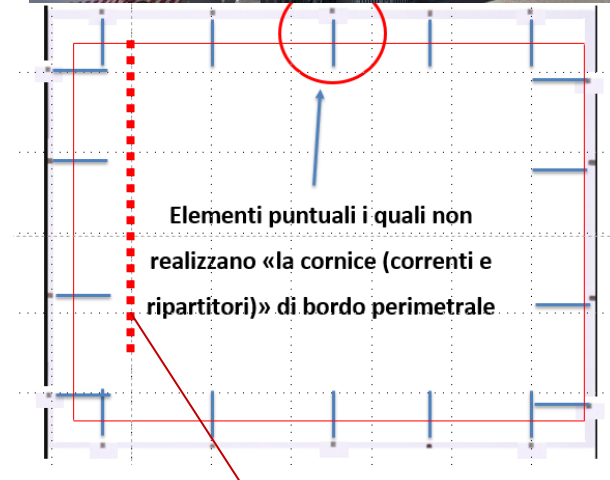 Elementi puntuali i quali non
realizzano «la cornice (correnti e
ripartitori)» di bordo perimetrale